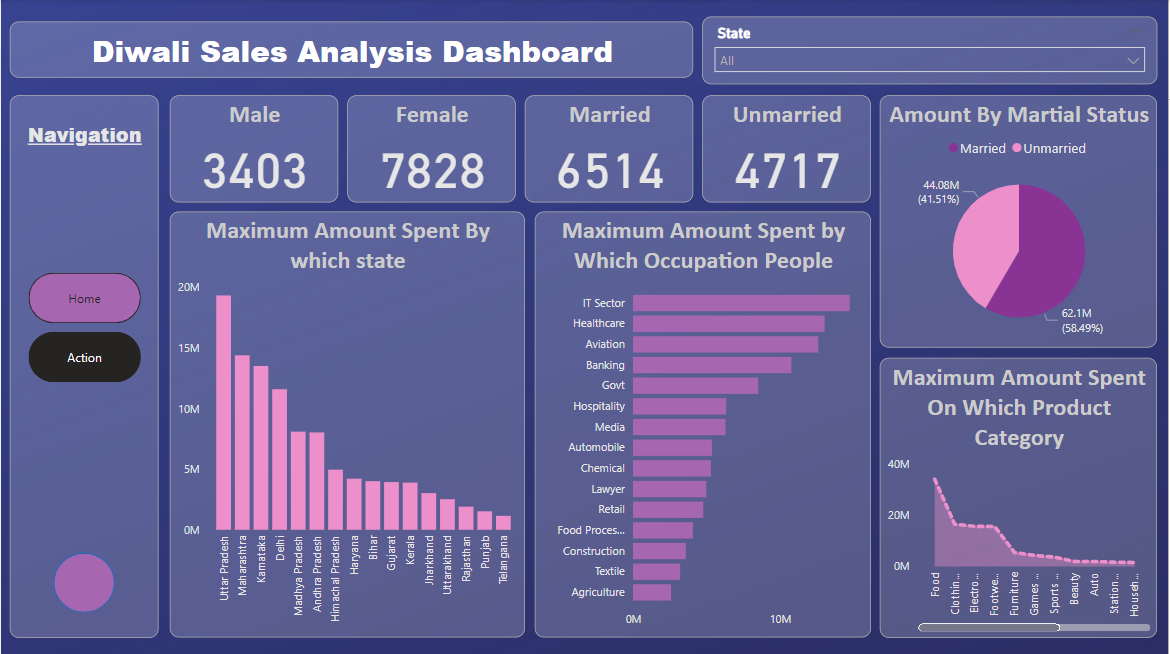 Diwali Sales Analysis Dashboard
State
All
Navigation
Home
Action
Male
3403
Female
7828
Married
6514
Unmarried
4717
Amount By Martial Status
Married
Unmarried
44.08M
(41.51%)
62.1M
(58.49%)
Maximum Amount Spent By
which state
20M
15M
10M
5M
0M
Uttar Pradesh
Maharashtra
Karnataka
Delhi
Madhya Pradesh
Andhra Pradesh
Himachal Pradesh
Haryana
Bihar
Gujarat
Kerala
Jharkhand
Uttarakhand
Rajasthan
Punjab
Telangana
Maximum Amount Spent by
Which Occupation People
IT Sector
Healthcare
Aviation
Banking
Govt
Hospitality
Media
Automobile
Chemical
Lawyer
Retail
Food Proces...
Construction
Textile
Agriculture
0M
10M
Maximum Amount Spent
On Which Product
Category
40M
20M
0M
Food
Clothin...
Electro...
Footwe...
Furniture
Games ...
Sports ...
Beauty
Auto
Station...
Househ...